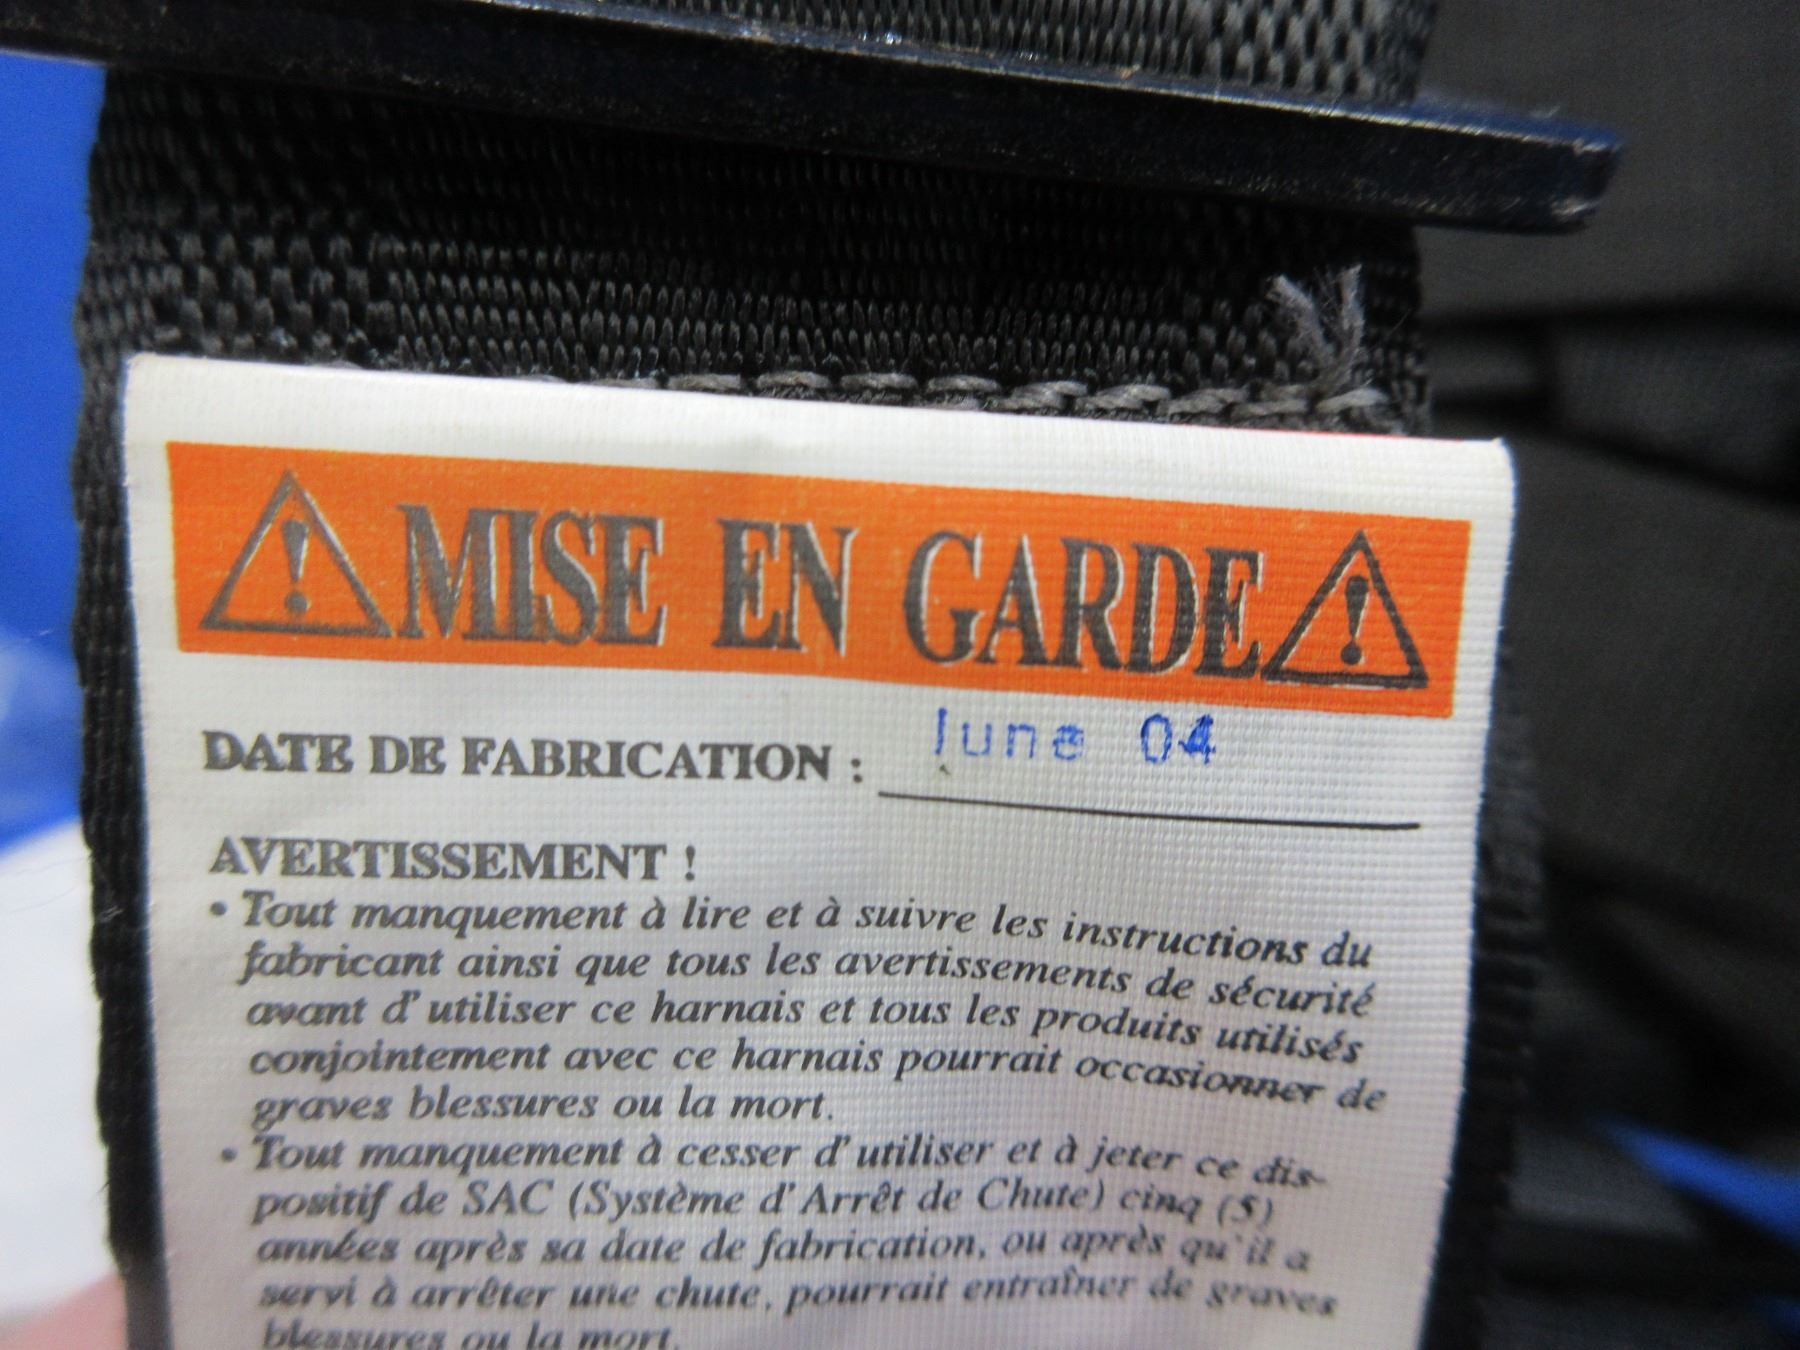 MISE EN GARDE
DATE DE FABRICATION : June 04
AVERTISSEMENT !
• Tout manquement à lire et à suivre les instructions du
fabricant ainsi que tous les avertissements de sécurité
avant d'utiliser ce harnais et tous les produits utilisés
conjointement avec ce harnais pourrait occasionner de
graves blessures ou la mort.
• Tout manquement à cesser d'utiliser et à jeter ce dis-
positif de SAC (Système d'Arrêt de Chute) cinq (5)
années après sa date de fabrication, ou après qu'il a
servi à arrêter une chute, pourrait entraîner de graves
blessures ou la mort.